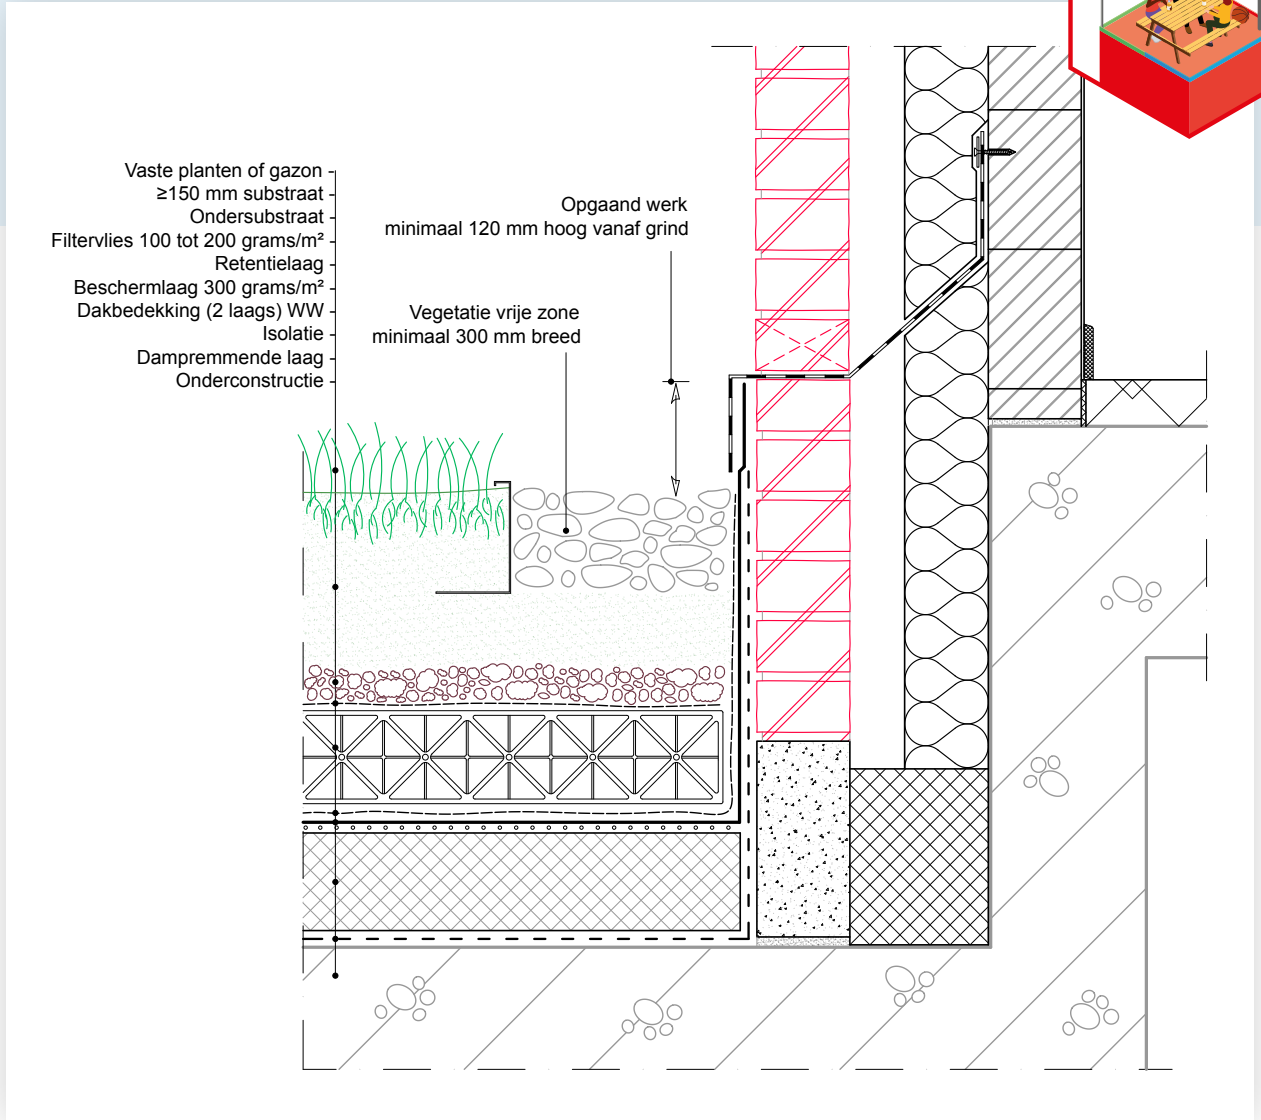 Vaste planten of gazon
≥150 mm substraat
Ondersubstraat
Filtervlies 100 tot 200 grams/m²
Retentielaag
Beschermlaag 300 grams/m²
Dakbedekking (2 laags) WW
Isolatie
Dampremmende laag
Onderconstructie
Opgaand werk
minimaal 120 mm hoog vanaf grind
Vegetatie vrije zone
minimaal 300 mm breed